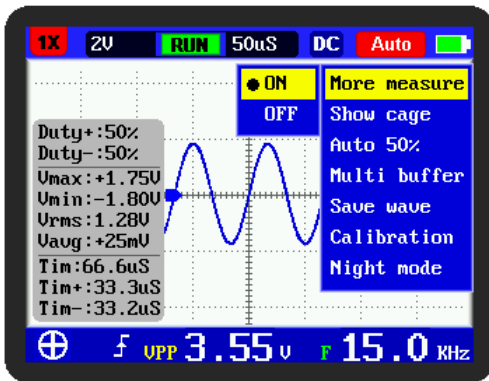 1X 2V RUN 50uS DC Auto
ON
OFF
More measure
Show cage
Auto 50%
Multi buffer
Save wave
Calibration
Night mode
Duty+:50%
Duty-:50%
Vmax:+1.75V
Vmin:-1.80V
Vrms:1.28V
Vavg:+25mV
Tim:66.6uS
Tim+:33.3uS
Tim-:33.2uS
VPP 3.55 V F 15.0 KHz